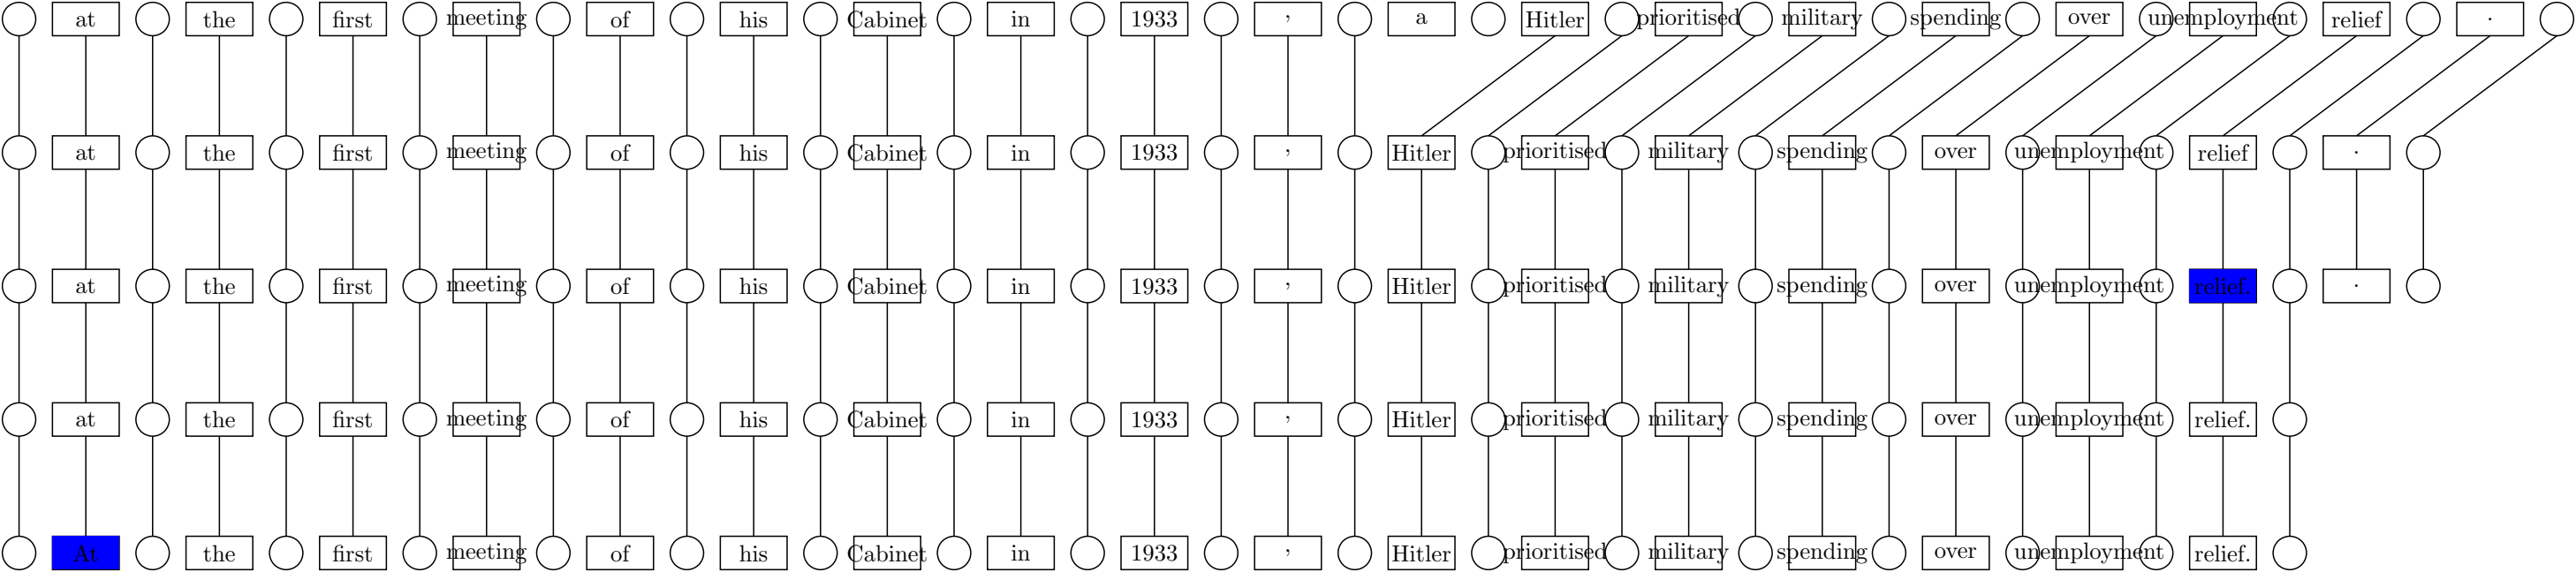 at the first meeting of his Cabinet in 1933 , a Hitler prioritised military spending over unemployment relief .
at the first meeting of his Cabinet in 1933 , Hitler prioritised military spending over unemployment relief .
at the first meeting of his Cabinet in 1933 , Hitler prioritised military spending over unemployment relief. .
at the first meeting of his Cabinet in 1933 , Hitler prioritised military spending over unemployment relief.
At the first meeting of his Cabinet in 1933 , Hitler prioritised military spending over unemployment relief.